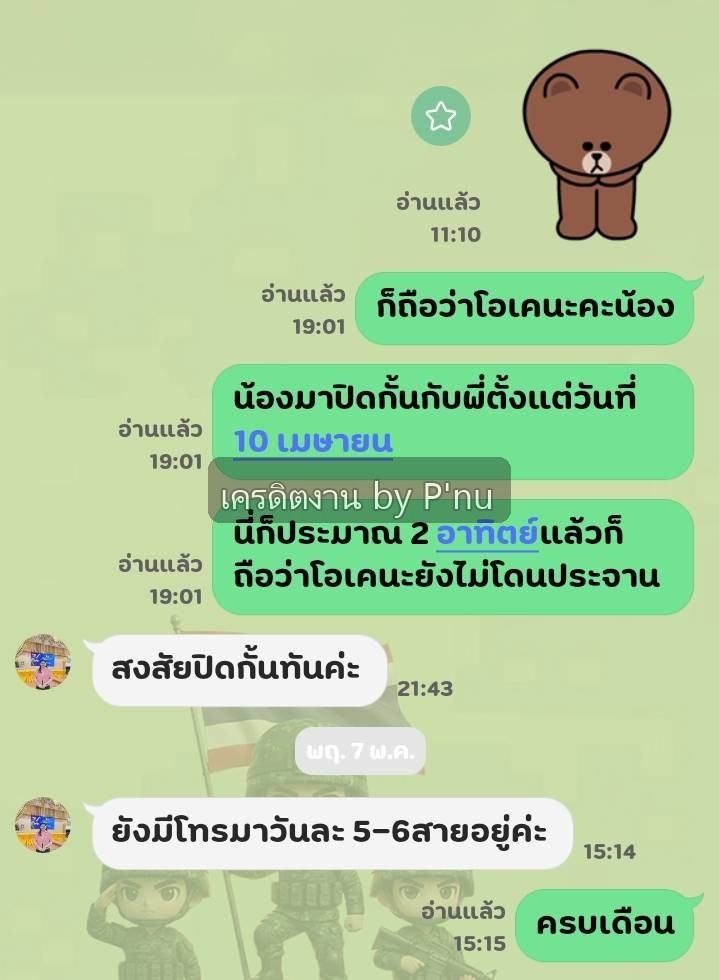 อ่านแล้ว
11:10
อ่านแล้ว
19:01
ก็ถือว่าโอเคนะคะน้อง
น้องมาปิดกั้นกับพี่ตั้งแต่วันที่
10 เมษายน
อ่านแล้ว
19:01
เครดิตงาน by P'nu
นี่ก็ประมาณ 2 อาทิตย์แล้วก็
ถือว่าโอเคนะยังไม่โดนประจาน
อ่านแล้ว
19:01
สงสัยปิดกั้นทันค่ะ
21:43
พฤ. 7 พ.ค.
ยังมีโทรมาวันละ 5-6สายอยู่ค่ะ
15:14
อ่านแล้ว
15:15
ครบเดือน